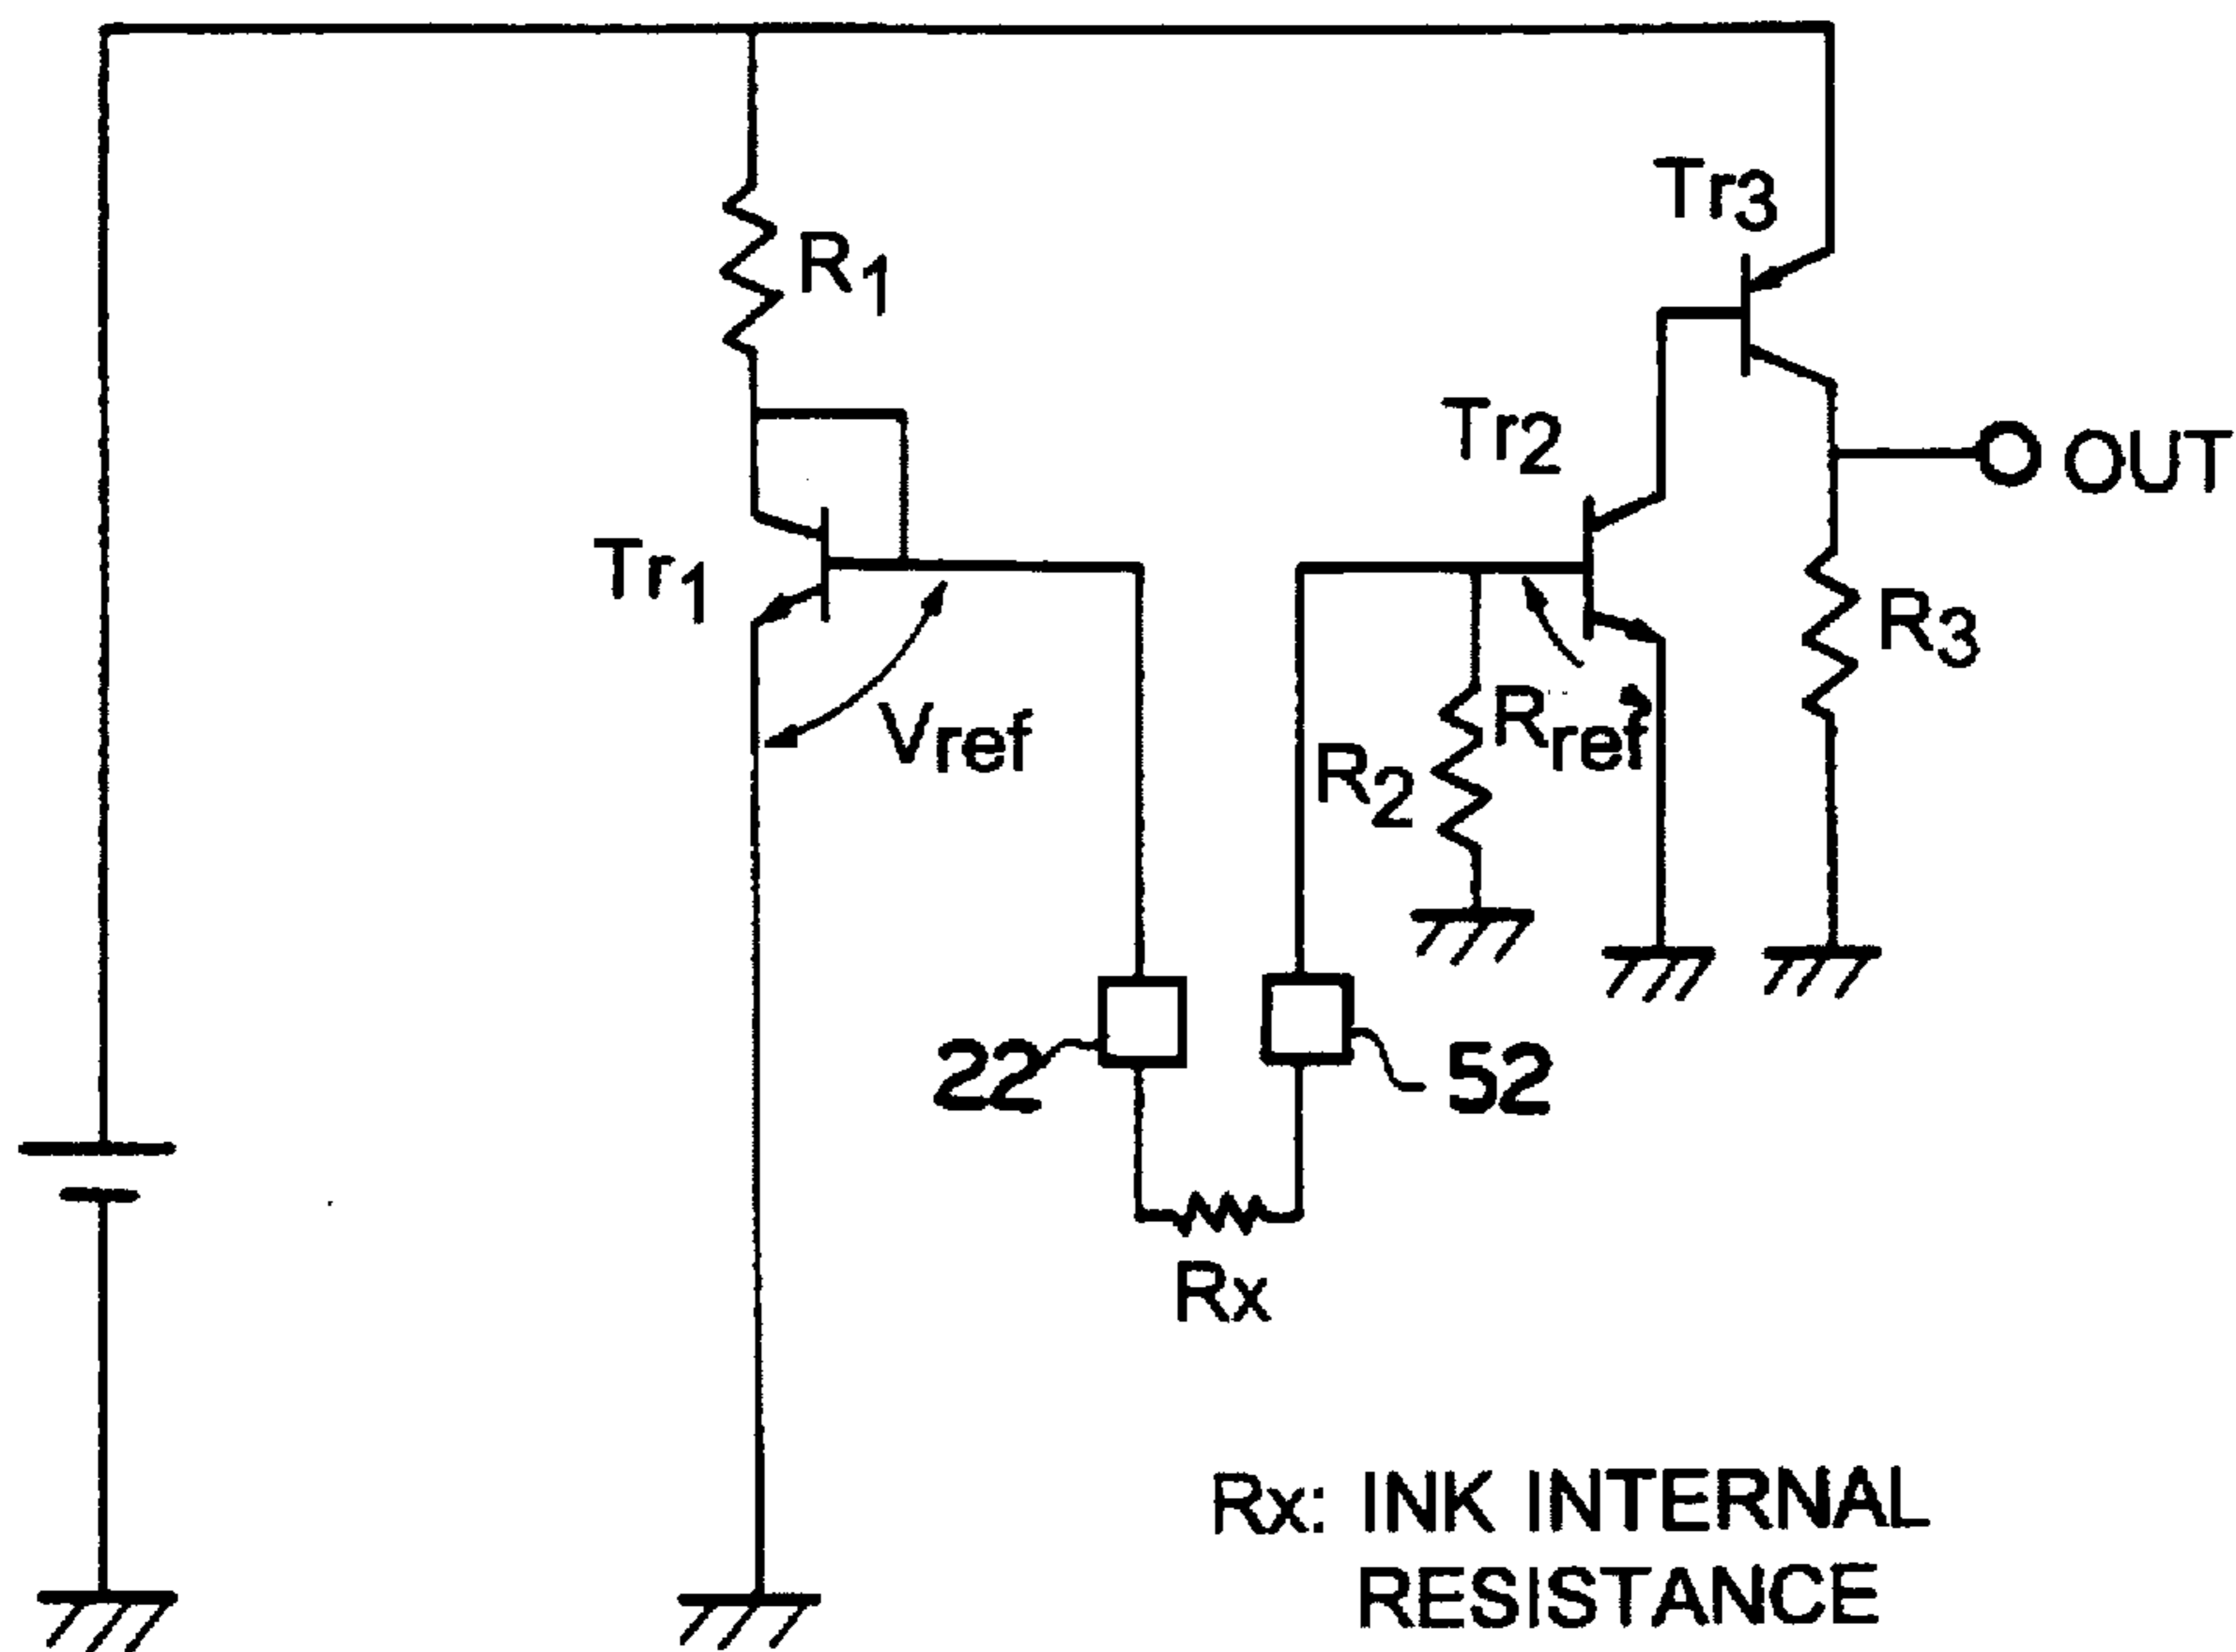 Tr3
R1
Tr2
OUT
Tr1
R3
Vref
Rref
R2
22
52
Rx
Rx: INK INTERNAL
RESISTANCE